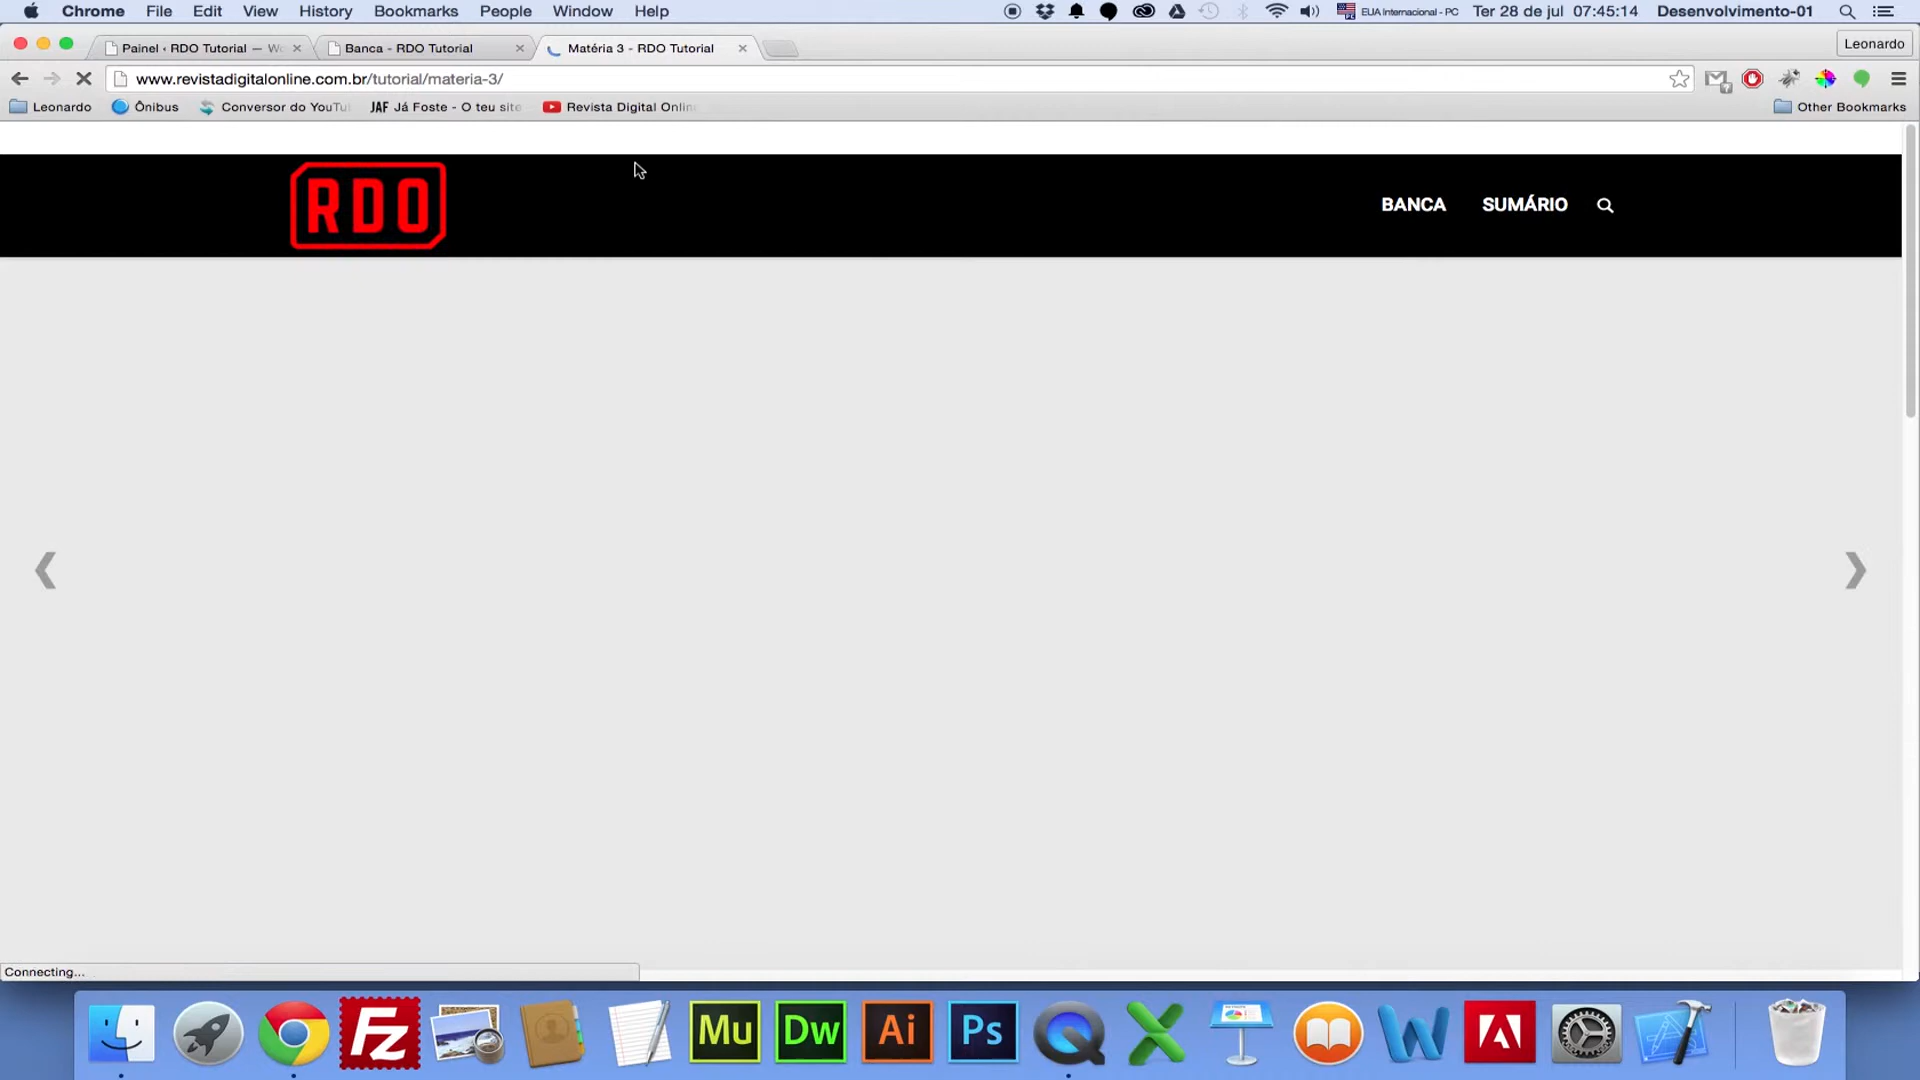 Chrome File Edit View History Bookmarks People Window Help EUA Internacional - PC Ter 28 de jul 07:45:14 Desenvolvimento-01
Painel ‹ RDO Tutorial — Banca - RDO Tutorial Matéria 3 - RDO Tutorial Leonardo
www.revistadigitalonline.com.br/tutorial/materia-3/
Leonardo Ônibus Conversor do YouTu JAF Já Foste - O teu site Revista Digital Onlin Other Bookmarks
RDO BANCA SUMÁRIO
Connecting...
Fz Mu Dw Ai Ps